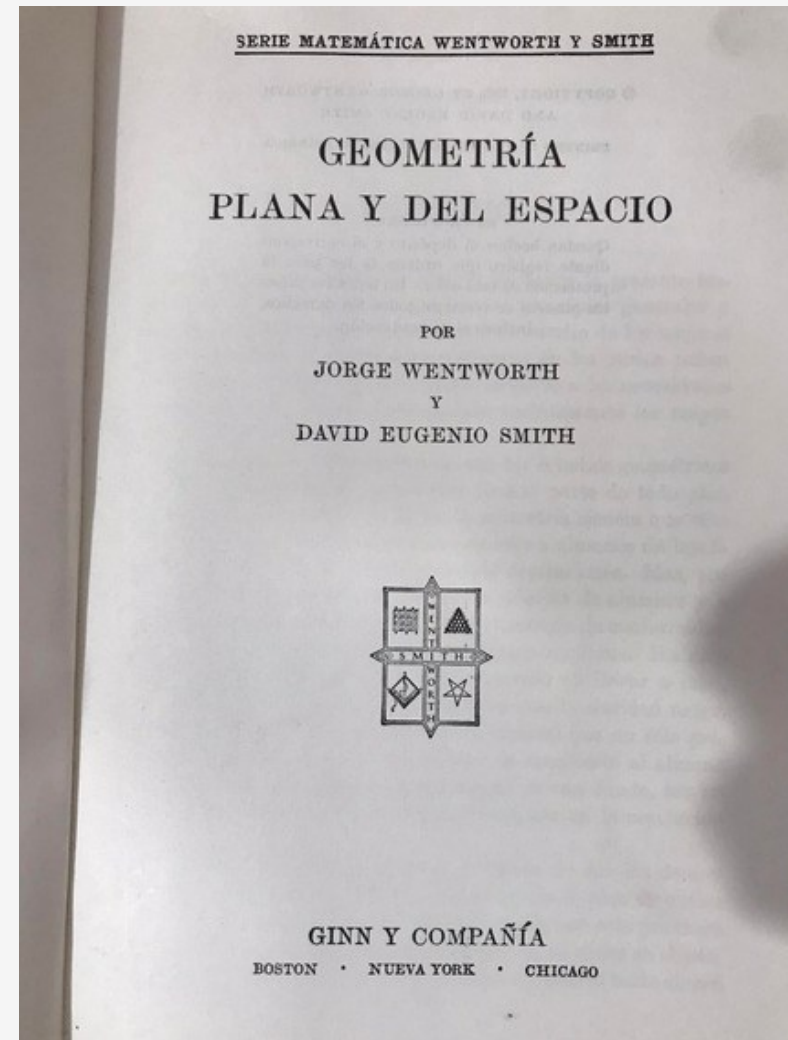 SERIE MATEMÁTICA WENTWORTH Y SMITH
GEOMETRÍA
PLANA Y DEL ESPACIO
POR
JORGE WENTWORTH
Y
DAVID EUGENIO SMITH
WENTWORTH
SMITH
GINN Y COMPAÑÍA
BOSTON · NUEVA YORK · CHICAGO